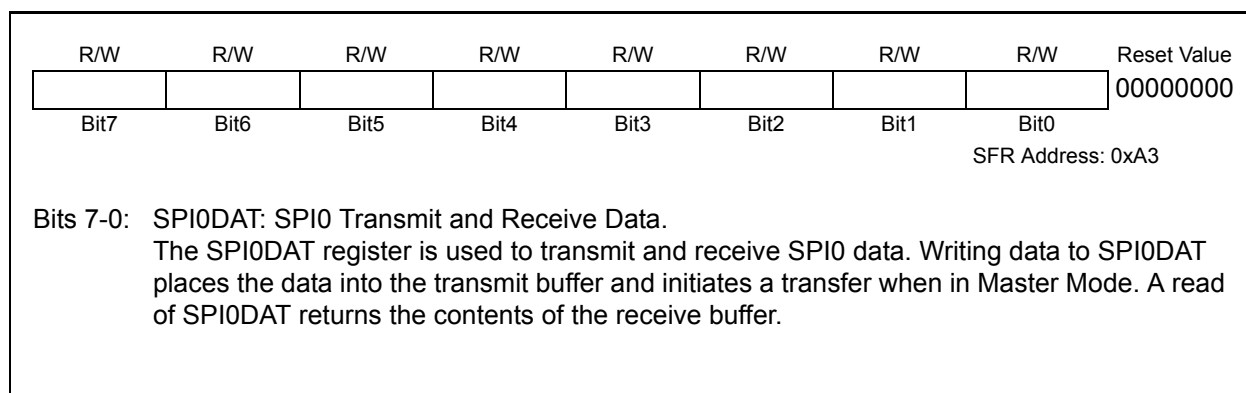 R/W R/W R/W R/W R/W R/W R/W R/W Reset Value
00000000
Bit7 Bit6 Bit5 Bit4 Bit3 Bit2 Bit1 Bit0
SFR Address: 0xA3
Bits 7-0: SPI0DAT: SPI0 Transmit and Receive Data.
The SPI0DAT register is used to transmit and receive SPI0 data. Writing data to SPI0DAT
places the data into the transmit buffer and initiates a transfer when in Master Mode. A read
of SPI0DAT returns the contents of the receive buffer.